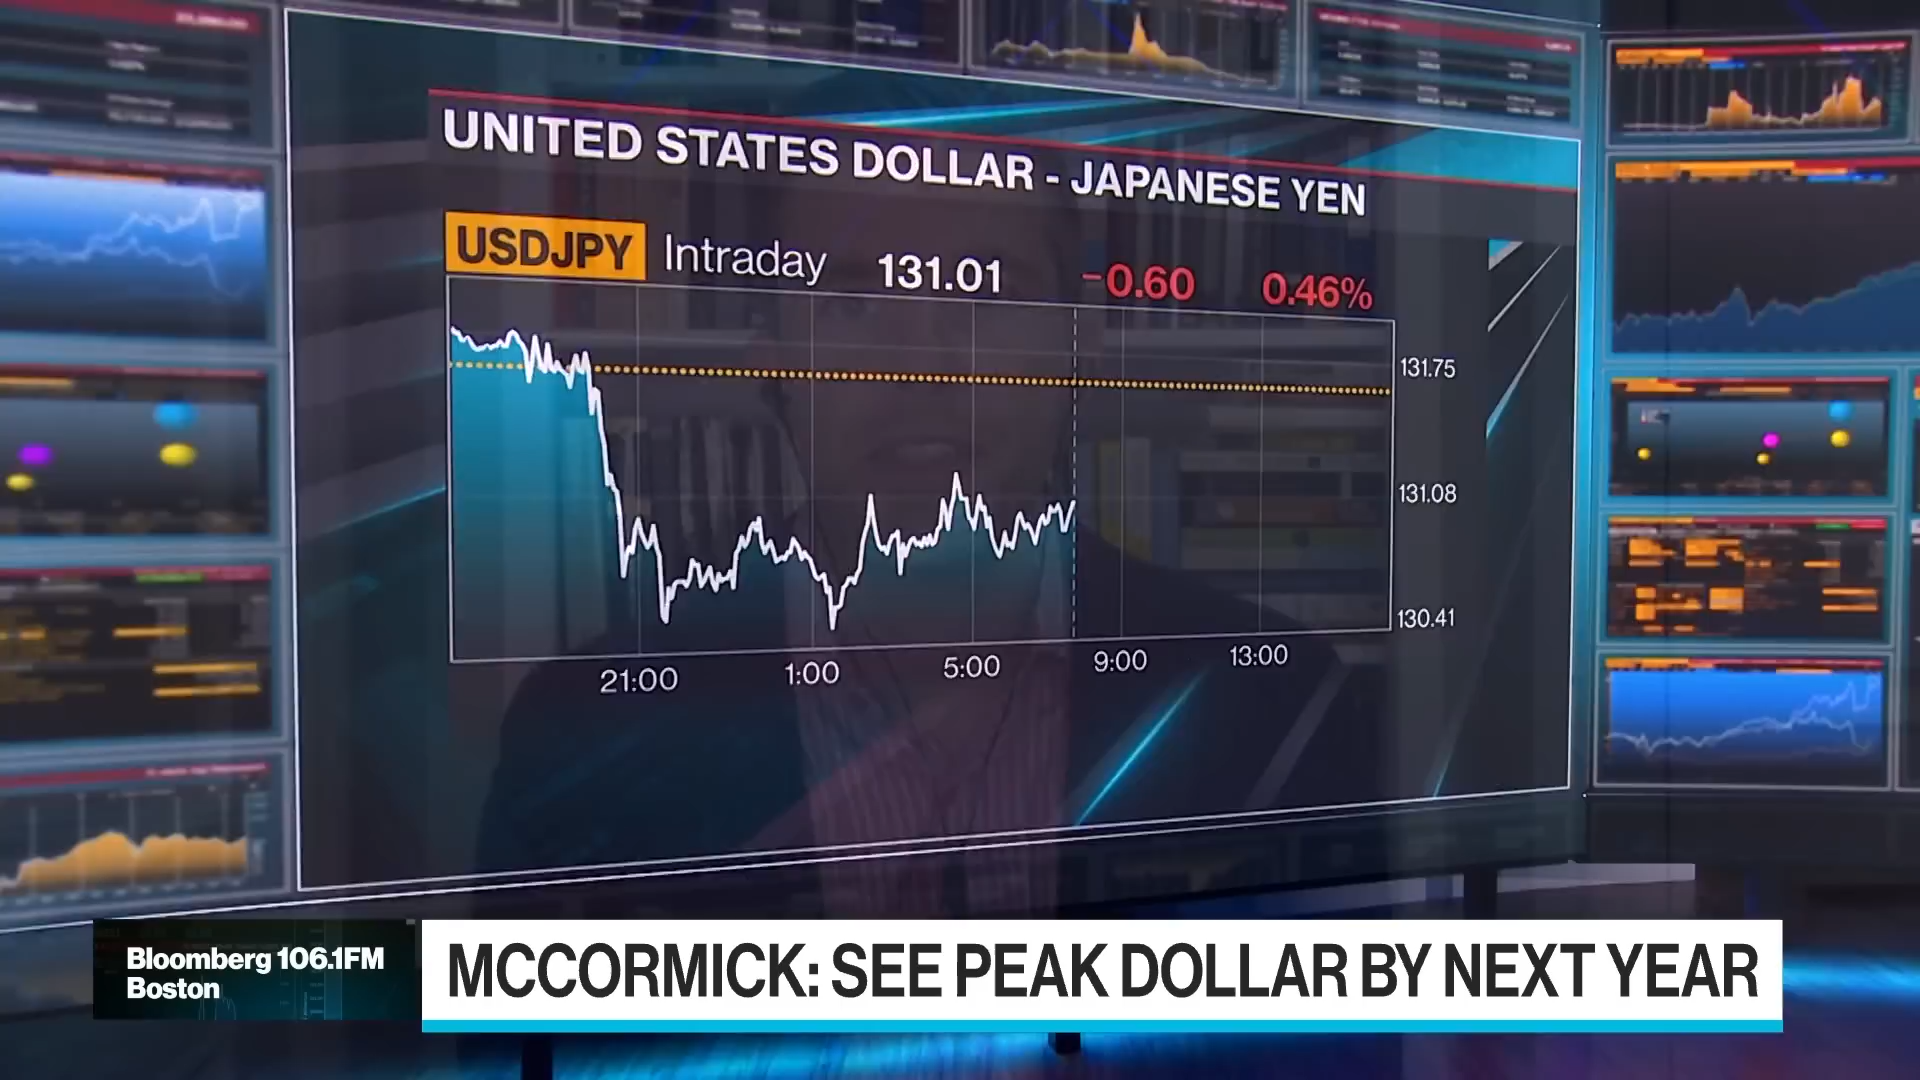 UNITED STATES DOLLAR - JAPANESE YEN
USDJPY Intraday 131.01 -0.60 0.46%
131.75
131.08
130.41
21:00 1:00 5:00 9:00 13:00
Bloomberg 106.1FM
Boston
MCCORMICK: SEE PEAK DOLLAR BY NEXT YEAR